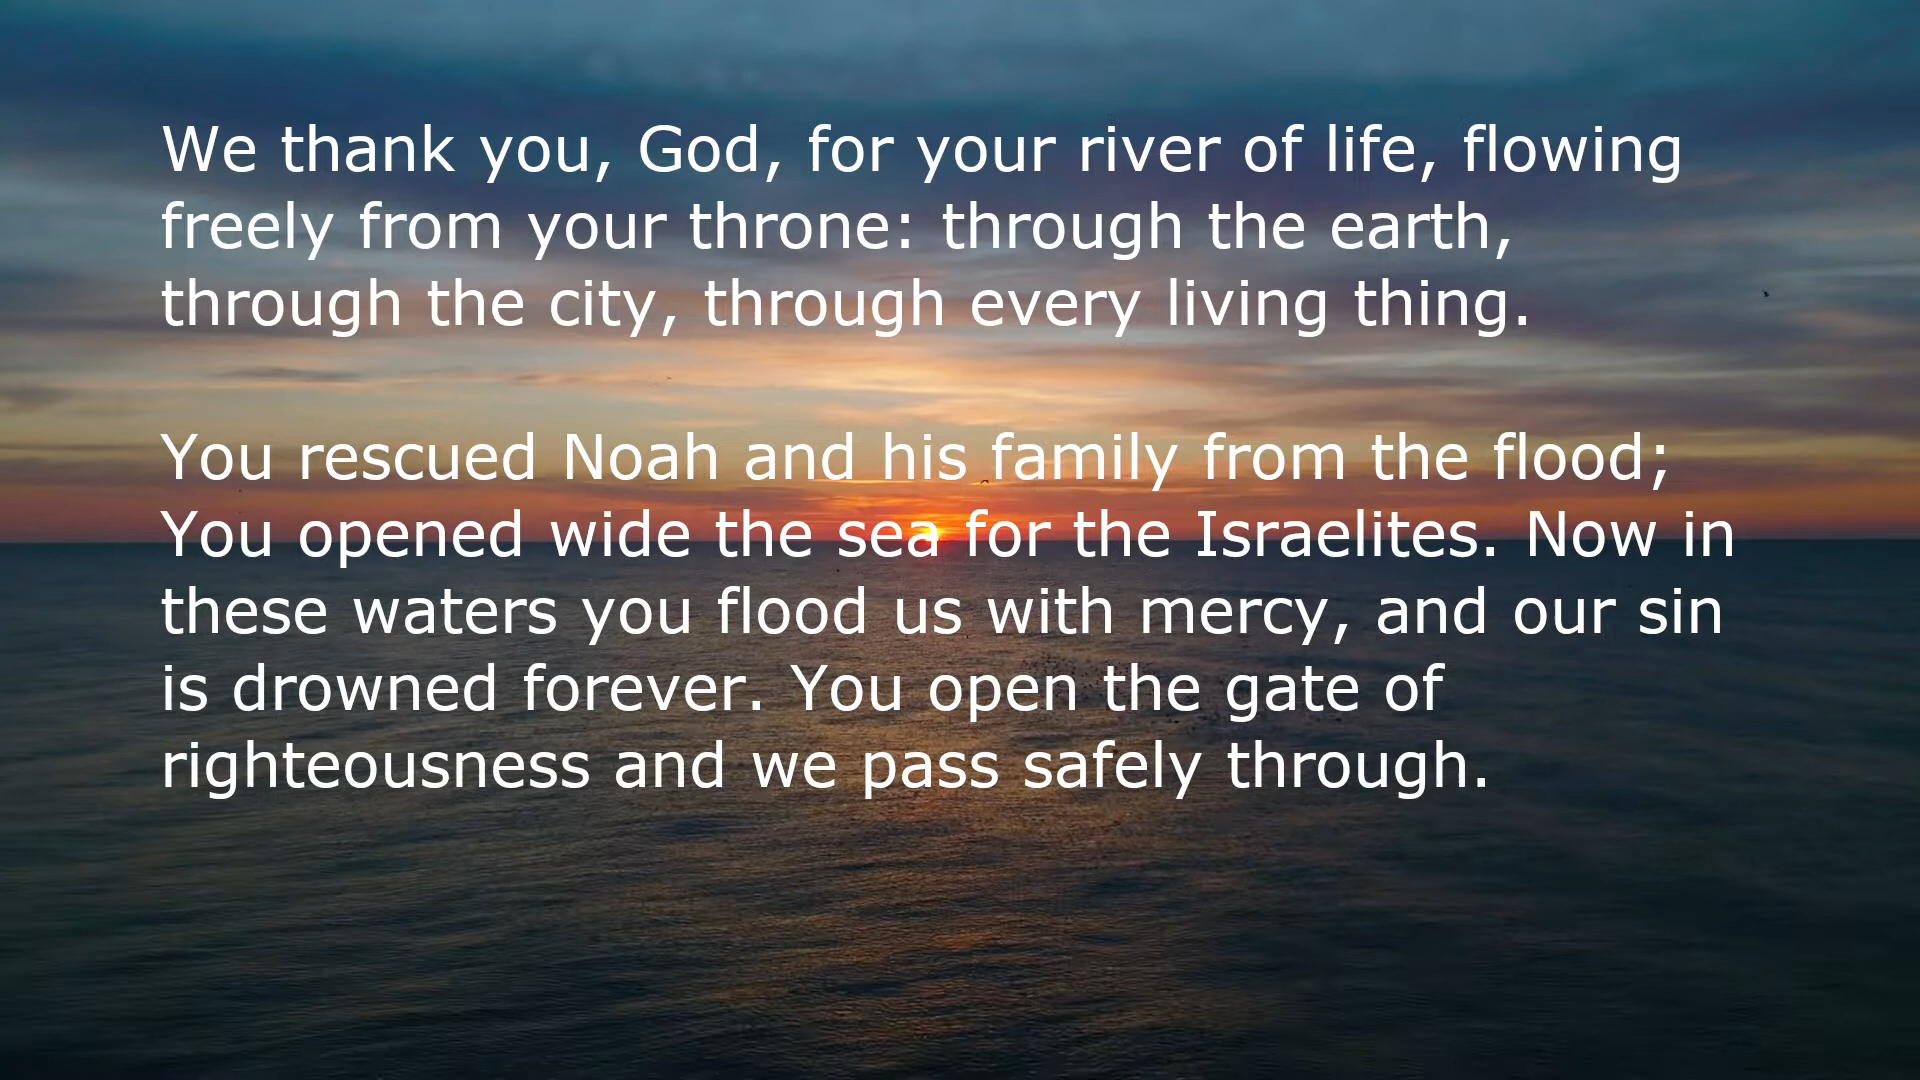 We thank you, God, for your river of life, flowing
freely from your throne: through the earth,
through the city, through every living thing.
You rescued Noah and his family from the flood;
You opened wide the sea for the Israelites. Now in
these waters you flood us with mercy, and our sin
is drowned forever. You open the gate of
righteousness and we pass safely through.